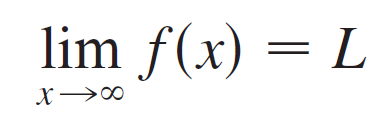 lim f(x) = L
x→∞